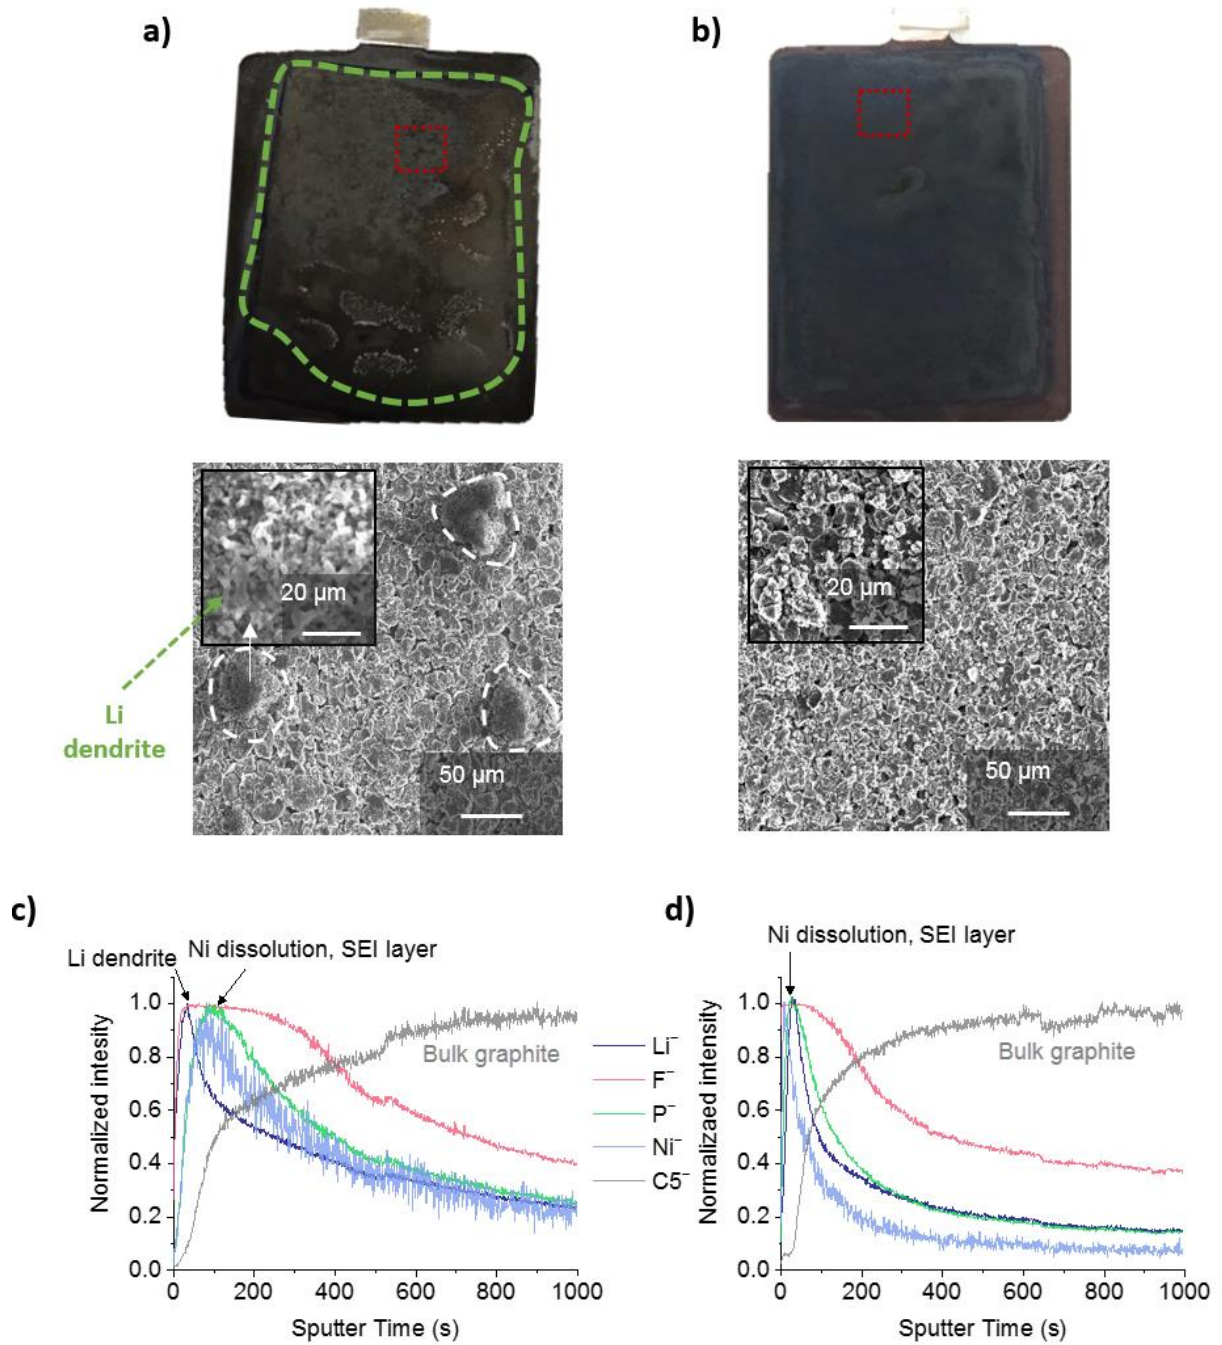 a)
b)
20 µm
50 µm
Li
dendrite
20 µm
50 µm
c)
Li dendrite
Ni dissolution, SEI layer
Normalized intesity
1.0
0.8
0.6
0.4
0.2
0.0
Bulk graphite
0
200
400
600
800
1000
Sputter Time (s)
Li⁻
F⁻
P⁻
Ni⁻
C5⁻
d)
Ni dissolution, SEI layer
Normalizaed intensity
1.0
0.8
0.6
0.4
0.2
0.0
Bulk graphite
0
200
400
600
800
1000
Sputter Time (s)